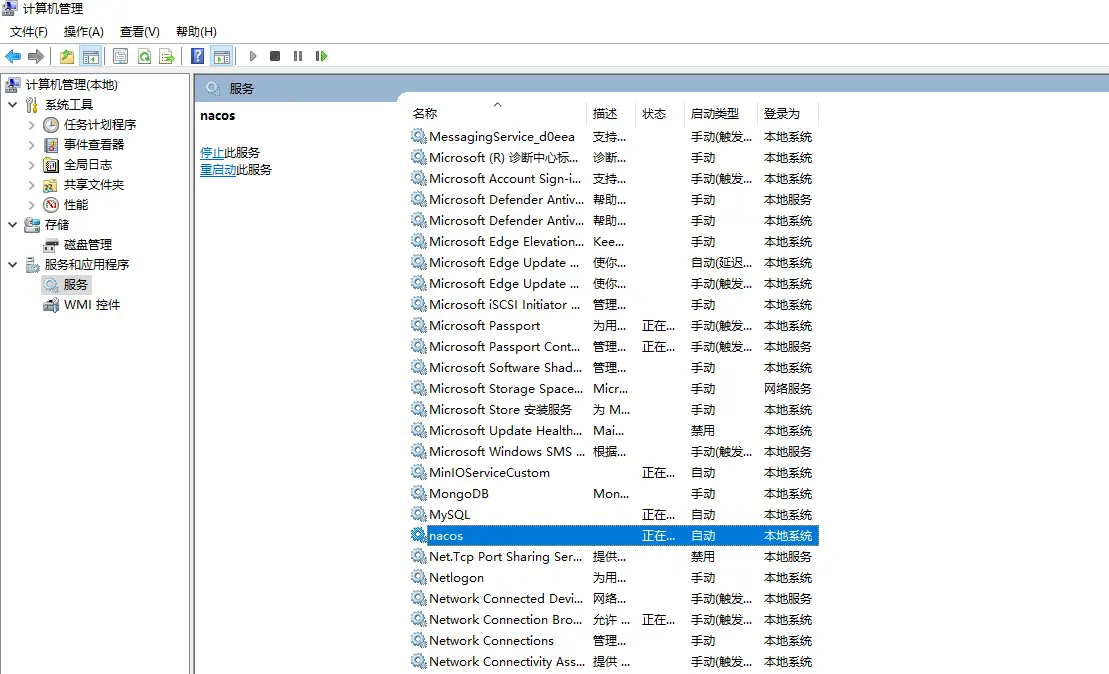 计算机管理
文件(F) 操作(A) 查看(V) 帮助(H)
计算机管理(本地)
系统工具
任务计划程序
事件查看器
全局日志
共享文件夹
性能
存储
磁盘管理
服务和应用程序
服务
WMI 控件
服务
nacos
停止此服务
重启动此服务
名称 描述 状态 启动类型 登录为
MessagingService_d0eea 支持... 手动(触发... 本地系统
Microsoft (R) 诊断中心标... 诊断... 手动 本地系统
Microsoft Account Sign-i... 支持... 手动(触发... 本地系统
Microsoft Defender Antiv... 帮助... 手动 本地服务
Microsoft Defender Antiv... 帮助... 手动 本地系统
Microsoft Edge Elevation... Kee... 手动 本地系统
Microsoft Edge Update ... 使你... 自动(延迟... 本地系统
Microsoft Edge Update ... 使你... 手动(触发... 本地系统
Microsoft iSCSI Initiator ... 管理... 手动 本地系统
Microsoft Passport 为用... 正在... 手动(触发... 本地系统
Microsoft Passport Cont... 管理... 正在... 手动(触发... 本地服务
Microsoft Software Shad... 管理... 手动 本地系统
Microsoft Storage Space... Micr... 手动 网络服务
Microsoft Store 安装服务 为 M... 手动 本地系统
Microsoft Update Health... Mai... 禁用 本地系统
Microsoft Windows SMS ... 根据... 手动(触发... 本地服务
MinIOServiceCustom 正在... 自动 本地系统
MongoDB Mon... 手动 本地系统
MySQL 正在... 自动 本地系统
nacos 正在... 自动 本地系统
Net.Tcp Port Sharing Ser... 提供... 禁用 本地服务
Netlogon 为用... 手动 本地系统
Network Connected Devi... 网络... 手动(触发... 本地服务
Network Connection Bro... 允许 ... 正在... 手动(触发... 本地系统
Network Connections 管理... 手动 本地系统
Network Connectivity Ass... 提供 ... 手动(触发... 本地系统